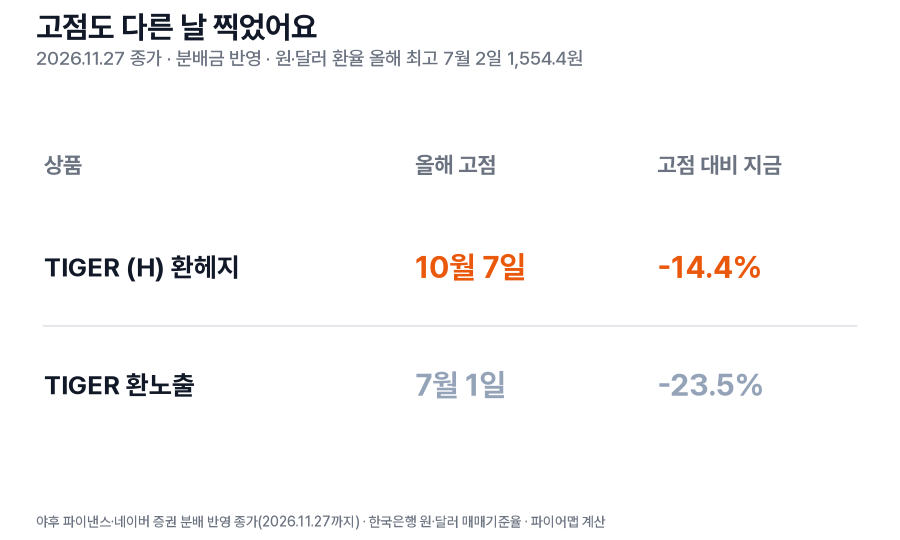 고점도 다른 날 찍었어요
2026.11.27 종가 · 분배금 반영 · 원·달러 환율 올해 최고 7월 2일 1,554.4원
상품 올해 고점 고점 대비 지금
TIGER (H) 환헤지 10월 7일 -14.4%
TIGER 환노출 7월 1일 -23.5%
야후 파이낸스·네이버 증권 분배 반영 종가(2026.11.27까지) · 한국은행 원·달러 매매기준율 · 파이어맵 계산